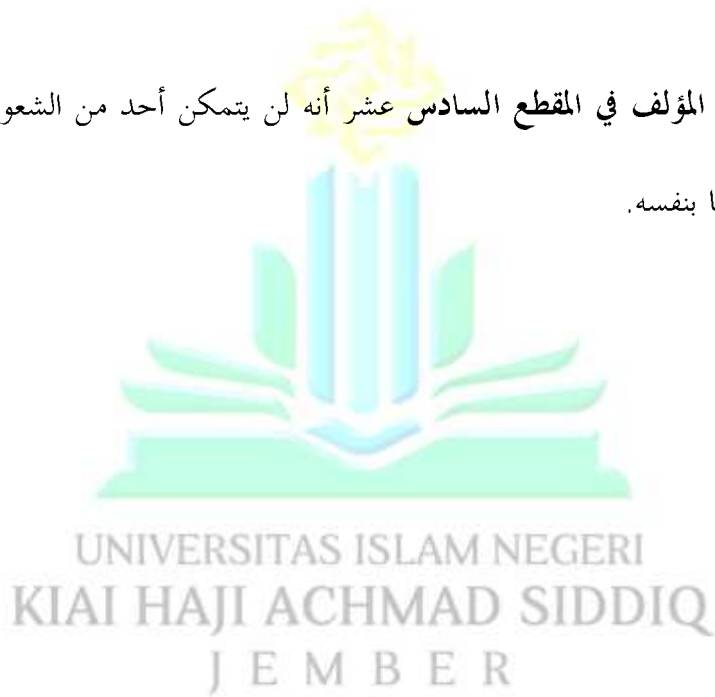 المؤلف في المقطع السادس عشر أنه لن يتمكن أحد من الشعو
ا بنفسه.
UNIVERSITAS ISLAM NEGERI
KIAI HAJI ACHMAD SIDDIQ
JEMBER